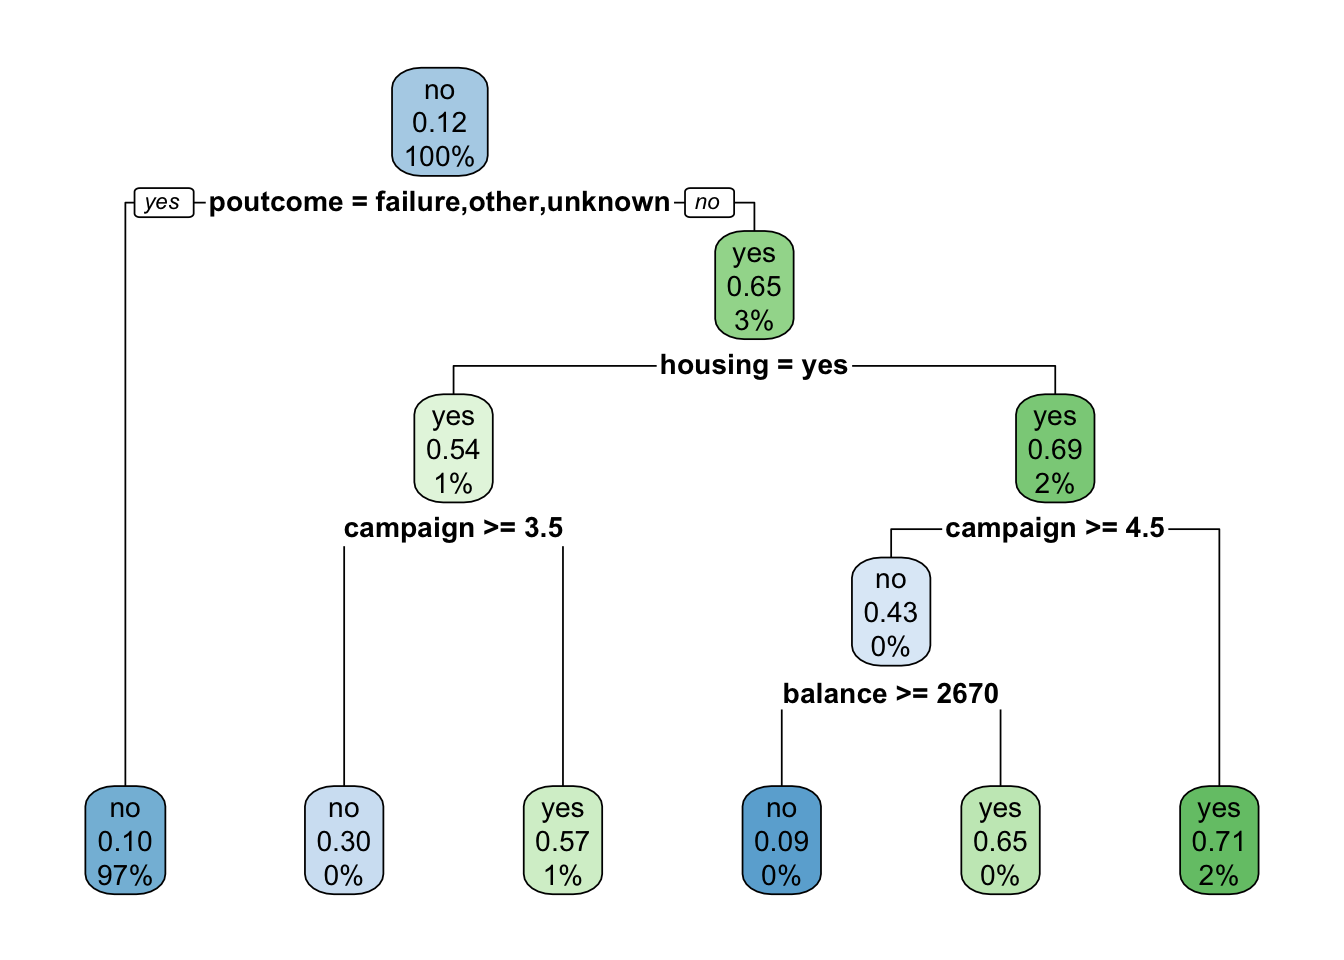 no
0.12
100%
yes poutcome = failure,other,unknown no
yes
0.65
3%
housing = yes
yes
0.54
1%
yes
0.69
2%
campaign >= 3.5
campaign >= 4.5
no
0.43
0%
balance >= 2670
no
0.10
97%
no
0.30
0%
yes
0.57
1%
no
0.09
0%
yes
0.65
0%
yes
0.71
2%